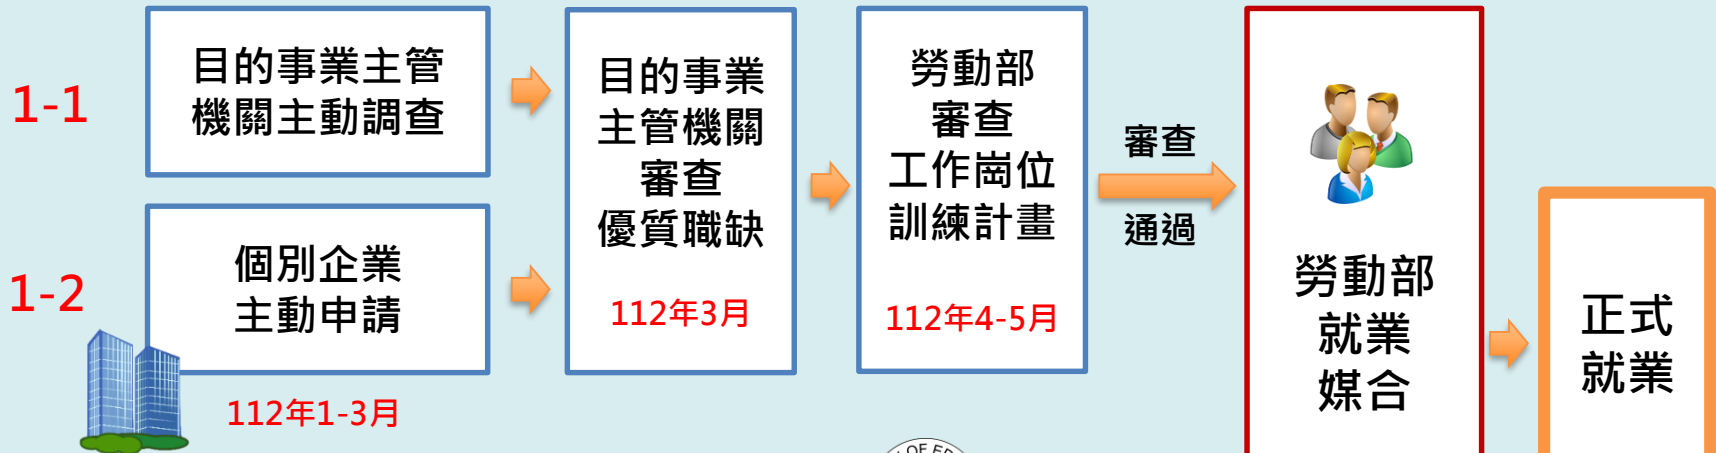 1-1
目的事業主管
機關主動調查
1-2
個別企業
主動申請
112年1-3月
目的事業
主管機關
審查
優質職缺
112年3月
勞動部
審查
工作崗位
訓練計畫
112年4-5月
審查
通過
勞動部
就業
媒合
正式
就業
OF